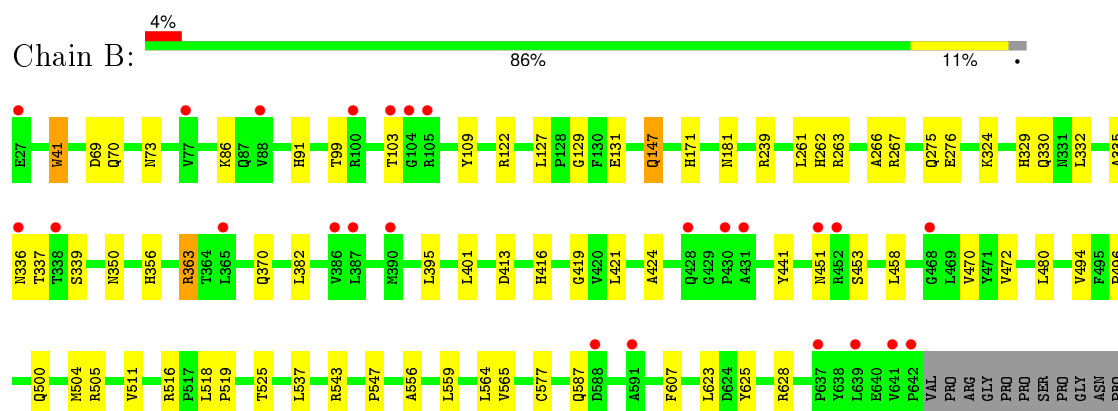 4%
Chain B:
86% 11%
E27 W41 D69 Q70 N73 V77 K86 Q87 V88 H91 T99 R100 T103 G104 R105 Y109 R122 L127 P128 G129 F130 E131 Q147 H171 N181 R239 L261 H262 R263 A266 R267 Q275 E276 K324 H329 Q330 N331 L332 A335
N336 T337 T338 S339 N350 H356 R363 T364 L365 Q370 L382 V386 L387 M390 L395 L401 D413 H416 G419 V420 L421 A424 Q428 G429 P430 A431 Y441 N451 R452 S453 L458 G468 L469 V470 Y471 V472 L480 V494 F495
Q500 M504 R505 V511 R516 P517 L518 P519 T525 L537 R543 P547 A556 L559 L564 V565 C577 Q587 D588 A591 F607 L623 D624 Y625 R628 P637 Y638 L639 E640 V641 P642 VAL PRO ARG GLY PRO PRO SER PRO GLY ASN